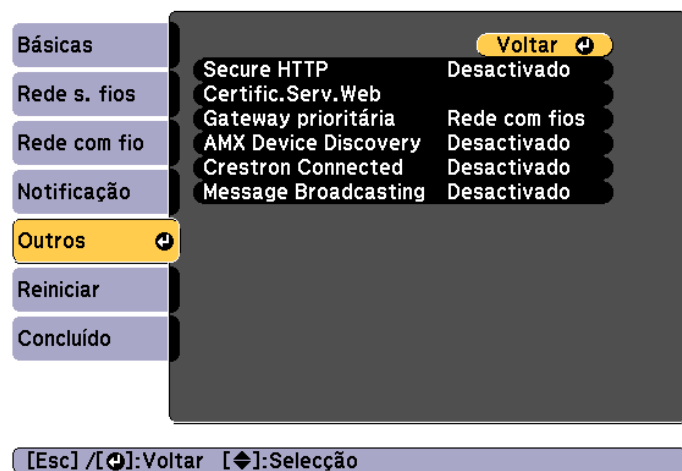 Básicas
Rede s. fios
Rede com fio
Notificação
Outros
Reiniciar
Concluído
Voltar
Secure HTTP Desactivado
Certific.Serv.Web
Gateway prioritária Rede com fios
AMX Device Discovery Desactivado
Crestron Connected Desactivado
Message Broadcasting Desactivado
[Esc] /[⏎]:Voltar [◆]:Selecção